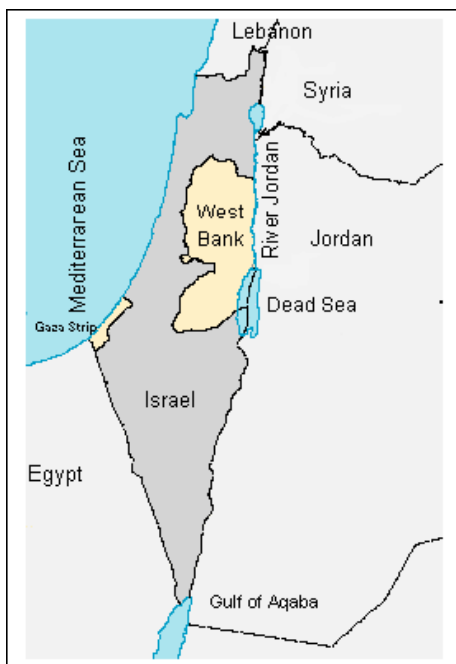 Lebanon
Syria
Mediterranean Sea
West
Bank
River Jordan
Jordan
Dead Sea
Gaza Strip
Israel
Egypt
Gulf of Aqaba